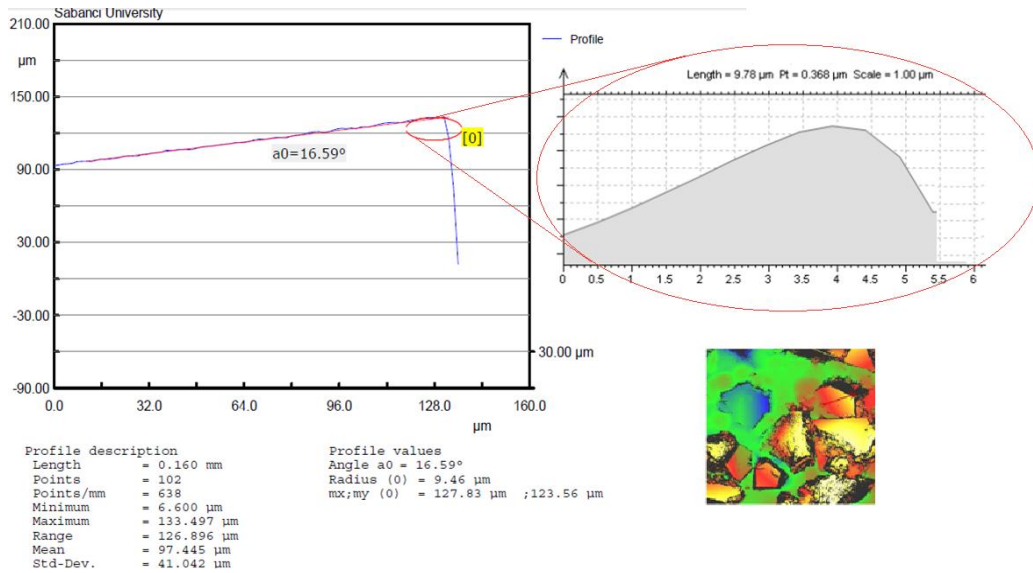 Sabanci University
210.00
µm
150.00
90.00
30.00
-30.00
-90.00
a0=16.59°
[0]
30.00 µm
0.0 32.0 64.0 96.0 128.0 160.0
µm
Profile
Length = 9.78 µm Pt = 0.368 µm Scale = 1.00 µm
0 0.5 1 1.5 2 2.5 3 3.5 4 4.5 5 5.5 6
Profile description
Length = 0.160 mm
Points = 102
Points/mm = 638
Minimum = 6.600 µm
Maximum = 133.497 µm
Range = 126.896 µm
Mean = 97.445 µm
Std-Dev. = 41.042 µm
Profile values
Angle a0 = 16.59°
Radius (0) = 9.46 µm
mx;my (0) = 127.83 µm ;123.56 µm